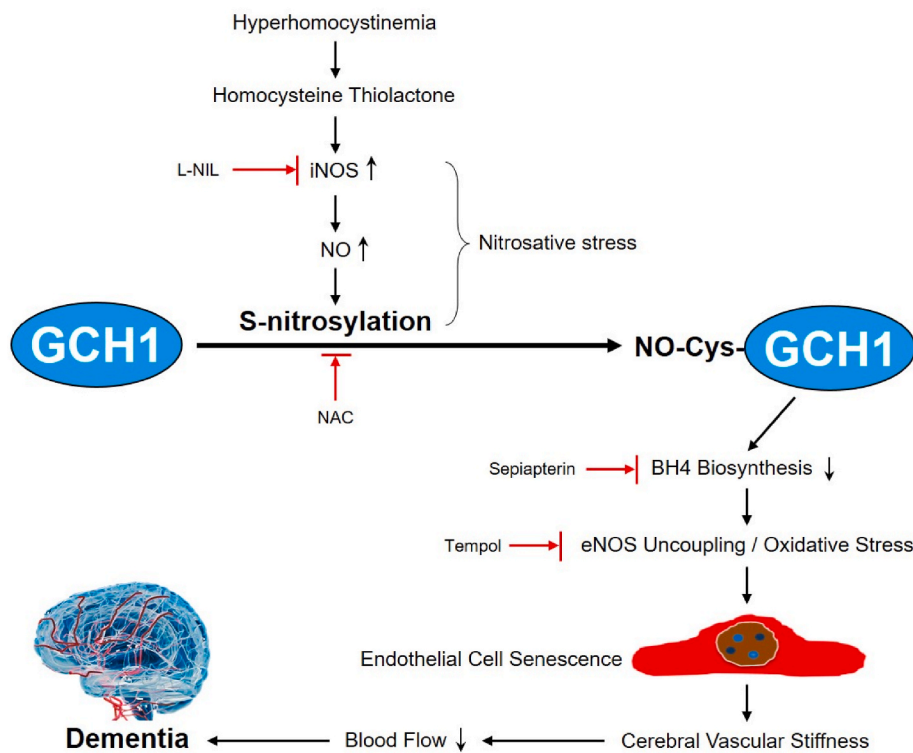 Hyperhomocystinemia
Homocysteine Thiolactone
L-NIL
iNOS ↑
NO ↑
Nitrosative stress
S-nitrosylation
GCH1
NO-Cys-GCH1
NAC
Sepiapterin
BH4 Biosynthesis ↓
Tempol
eNOS Uncoupling / Oxidative Stress
Endothelial Cell Senescence
Dementia
Blood Flow ↓
Cerebral Vascular Stiffness